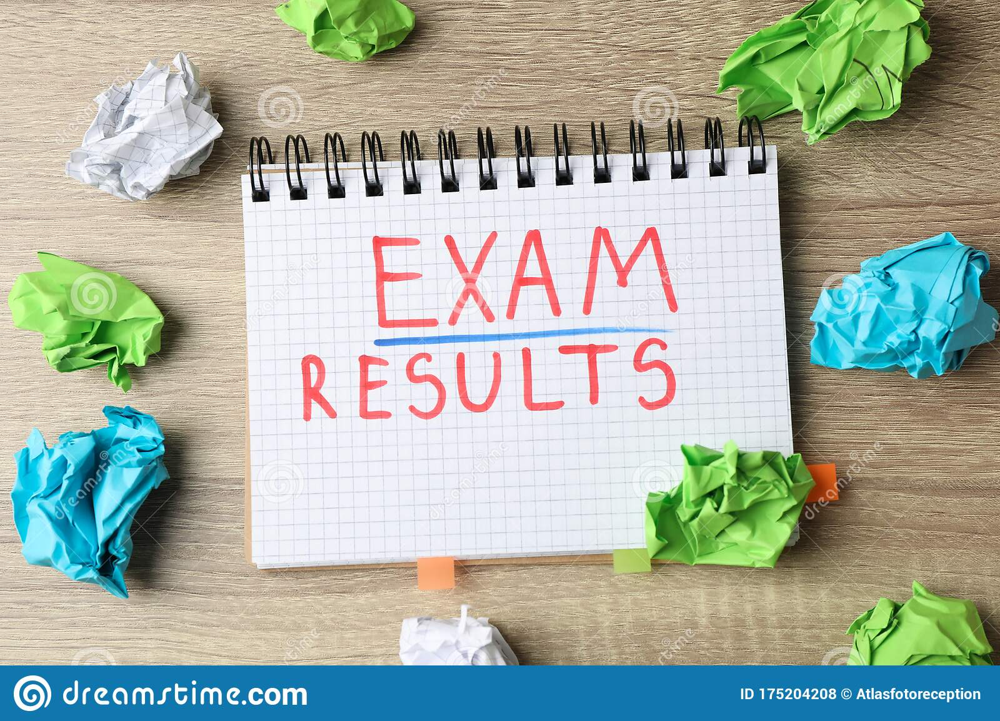 EXAM
RESULTS
dreamstime.com
ID 175204208 © Atlasfotoreception